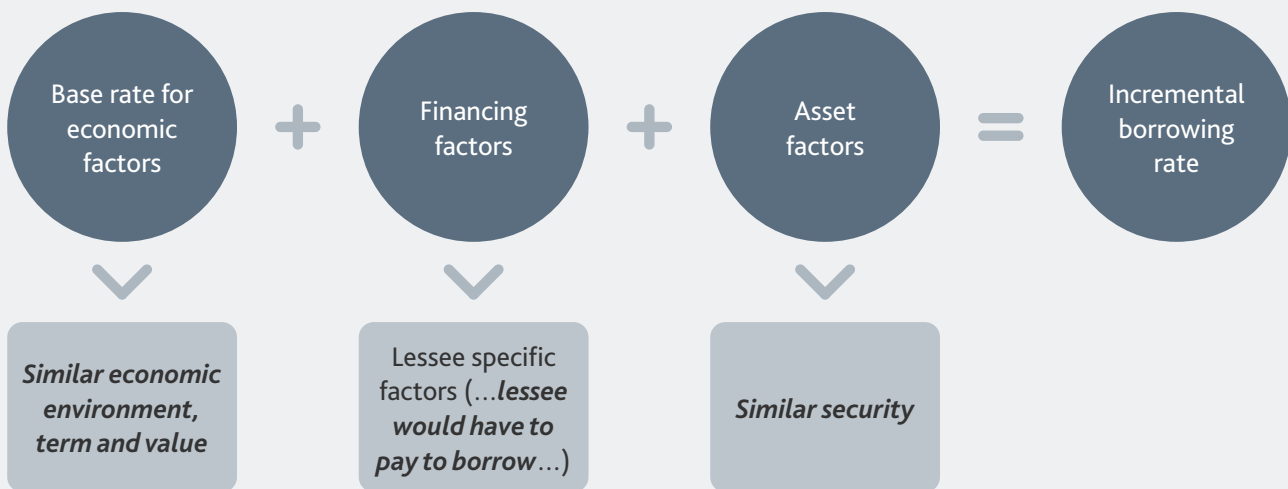 Base rate for
economic
factors
+
Financing
factors
+
Asset
factors
=
Incremental
borrowing
rate
Similar economic
environment,
term and value
Lessee specific
factors (...lessee
would have to
pay to borrow...)
Similar security